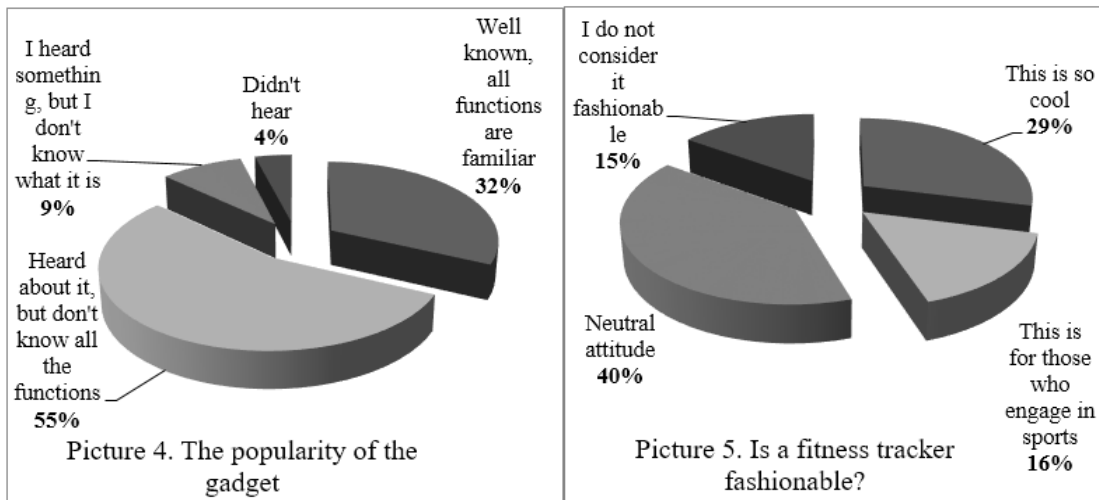 I heard
somethin
g, but I
don't
know
what it is
9%
Didn't
hear
4%
Well
known,
all
functions
are
familiar
32%
Heard
about it,
but don't
know all
the
functions
55%
Picture 4. The popularity of the
gadget
I do not
consider
it
fashionab
le
15%
This is so
cool
29%
Neutral
attitude
40%
This is
for those
who
engage in
sports
16%
Picture 5. Is a fitness tracker
fashionable?